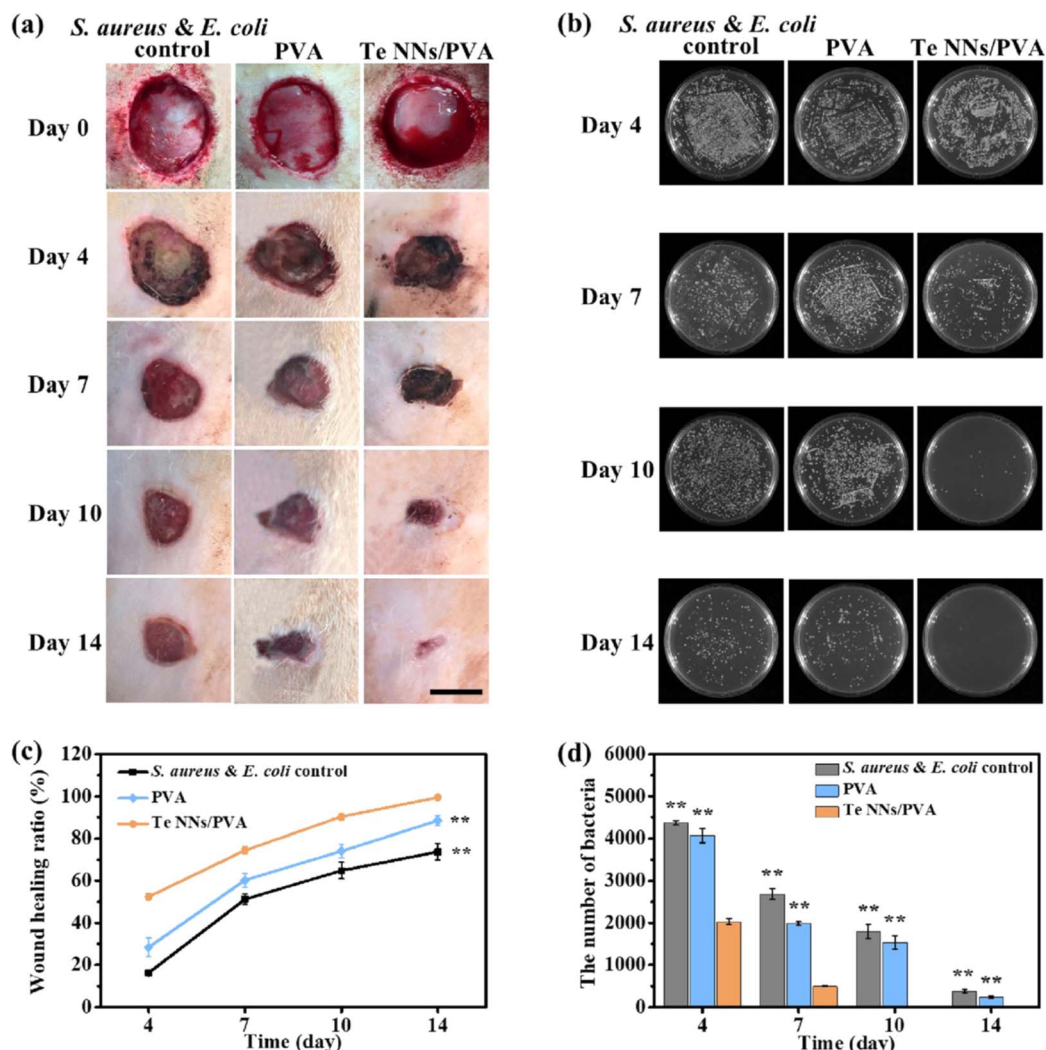 (a) S. aureus & E. coli
control PVA Te NNs/PVA
Day 0
Day 4
Day 7
Day 10
Day 14
(b) S. aureus & E. coli
control PVA Te NNs/PVA
Day 4
Day 7
Day 10
Day 14
(c)
Wound healing ratio (%)
120
100
80
60
40
20
0
S. aureus & E. coli control
PVA
Te NNs/PVA
**
**
4 7 10 14
Time (day)
(d)
The number of bacteria
6000
5000
4000
3000
2000
1000
0
S. aureus & E. coli control
PVA
Te NNs/PVA
** **
** **
** **
** **
4 7 10 14
Time (day)